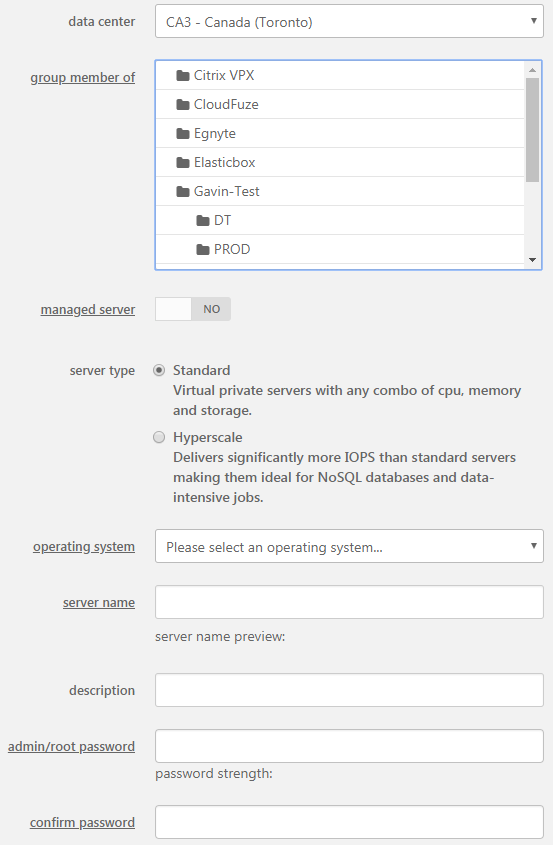 data center
CA3 - Canada (Toronto)
group member of
Citrix VPX
CloudFuze
Egnyte
Elasticbox
Gavin-Test
DT
PROD
managed server
NO
server type
Standard
Virtual private servers with any combo of cpu, memory
and storage.
Hyperscale
Delivers significantly more IOPS than standard servers
making them ideal for NoSQL databases and data-
intensive jobs.
operating system
Please select an operating system...
server name
server name preview:
description
admin/root password
password strength:
confirm password